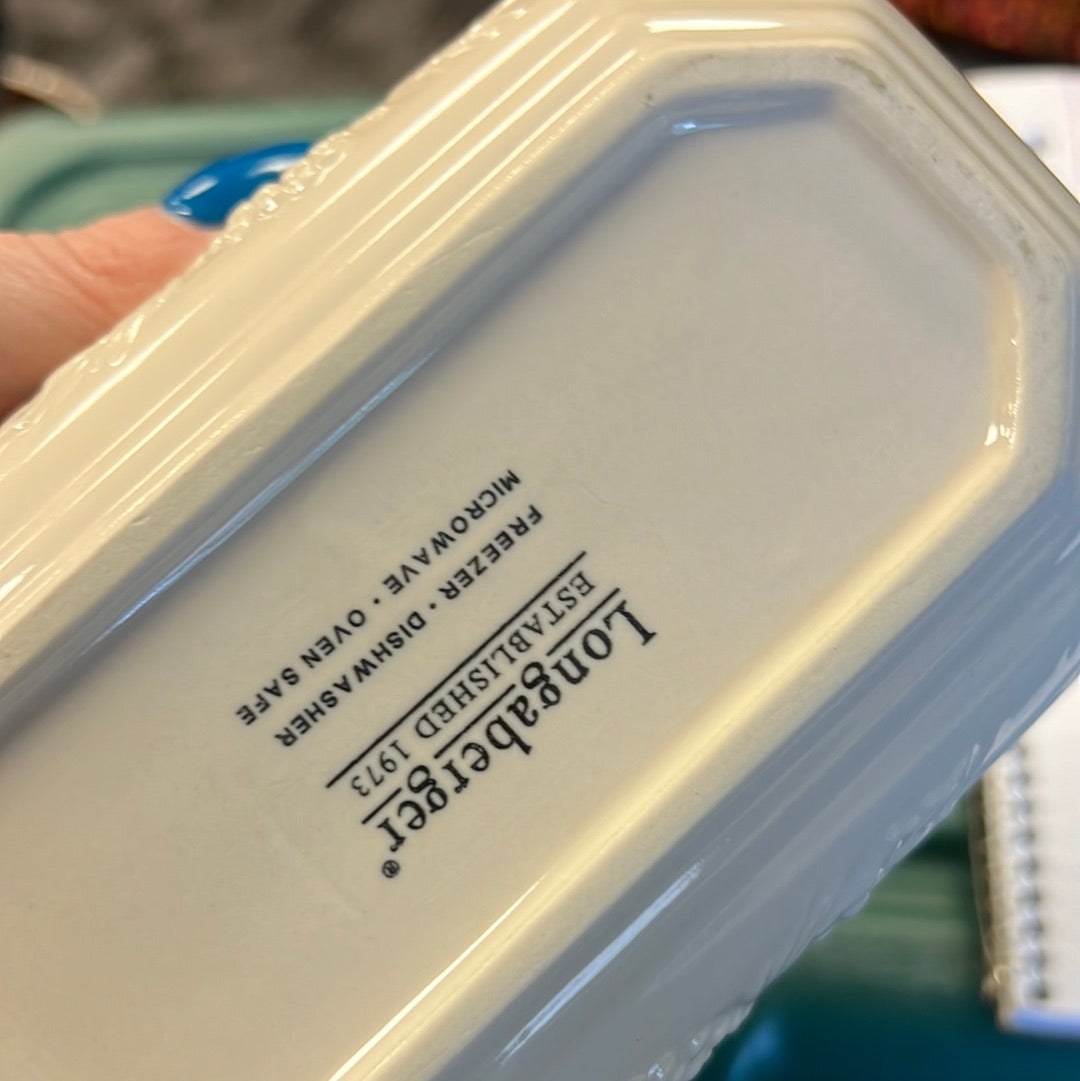 Longaberger®
ESTABLISHED 1973
FREEZER · DISHWASHER
MICROWAVE · OVEN SAFE